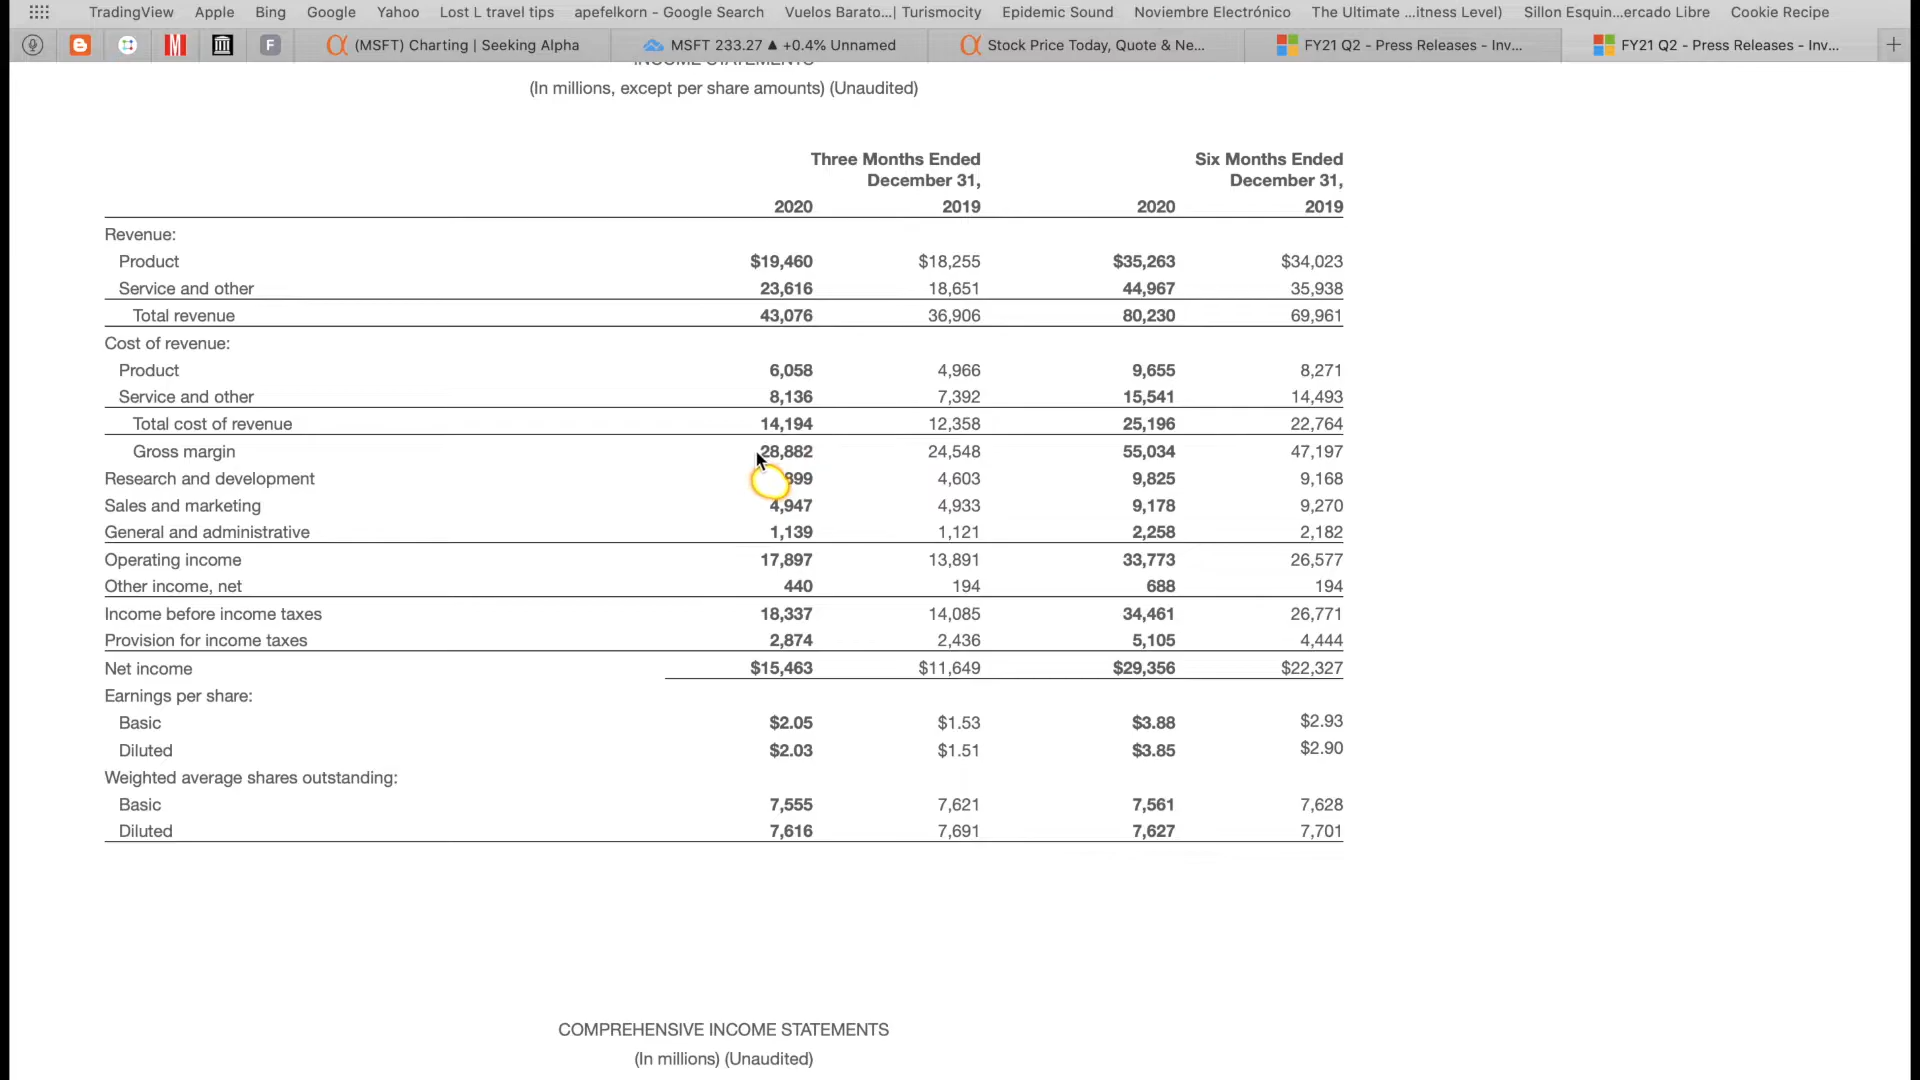 TradingView Apple Bing Google Yahoo Lost L travel tips apefelkorn - Google Search Vuelos Barato...| Turismocity Epidemic Sound Noviembre Electrónico The Ultimate ...itness Level) Sillon Esquin...ercado Libre Cookie Recipe
(MSFT) Charting | Seeking Alpha MSFT 233.27 ▲ +0.4% Unnamed Stock Price Today, Quote & Ne... FY21 Q2 - Press Releases - Inv... FY21 Q2 - Press Releases - Inv...
INCOME STATEMENTS
(In millions, except per share amounts) (Unaudited)
Three Months Ended Six Months Ended
December 31, December 31,
2020 2019 2020 2019
Revenue:
Product $19,460 $18,255 $35,263 $34,023
Service and other 23,616 18,651 44,967 35,938
Total revenue 43,076 36,906 80,230 69,961
Cost of revenue:
Product 6,058 4,966 9,655 8,271
Service and other 8,136 7,392 15,541 14,493
Total cost of revenue 14,194 12,358 25,196 22,764
Gross margin 28,882 24,548 55,034 47,197
Research and development 899 4,603 9,825 9,168
Sales and marketing 4,947 4,933 9,178 9,270
General and administrative 1,139 1,121 2,258 2,182
Operating income 17,897 13,891 33,773 26,577
Other income, net 440 194 688 194
Income before income taxes 18,337 14,085 34,461 26,771
Provision for income taxes 2,874 2,436 5,105 4,444
Net income $15,463 $11,649 $29,356 $22,327
Earnings per share:
Basic $2.05 $1.53 $3.88 $2.93
Diluted $2.03 $1.51 $3.85 $2.90
Weighted average shares outstanding:
Basic 7,555 7,621 7,561 7,628
Diluted 7,616 7,691 7,627 7,701
COMPREHENSIVE INCOME STATEMENTS
(In millions) (Unaudited)